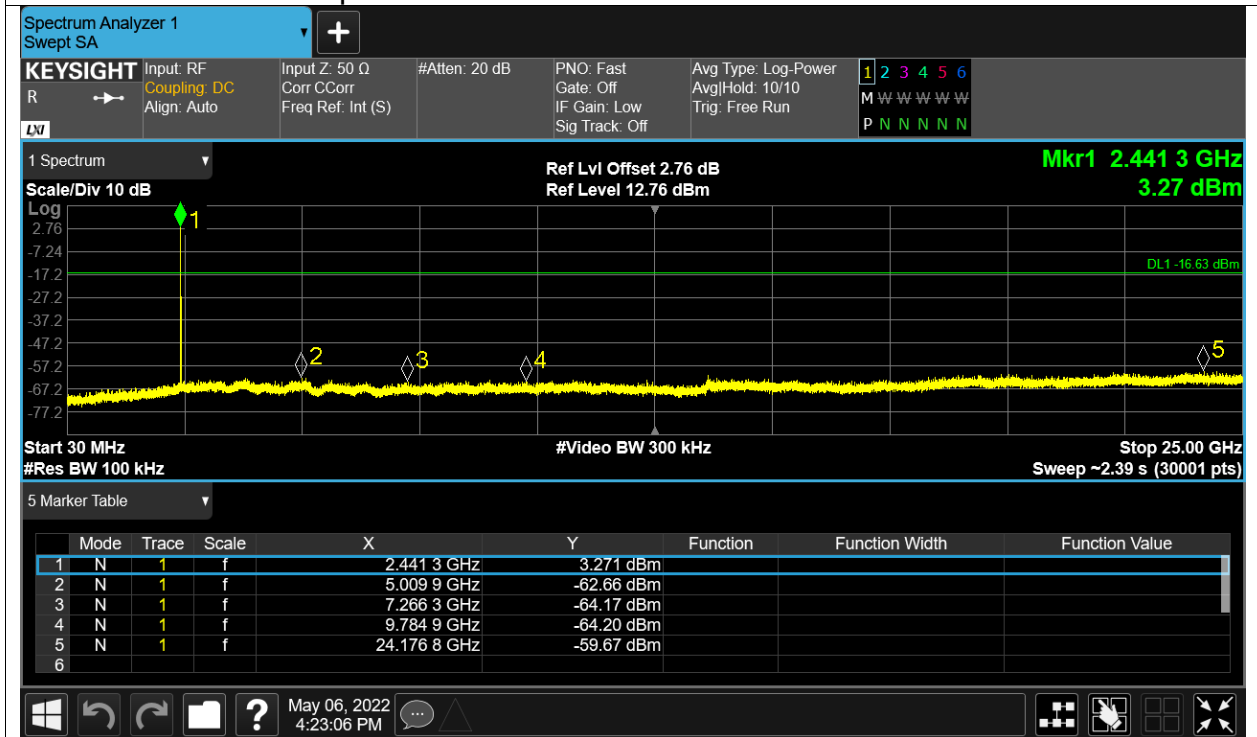 Spectrum Analyzer 1
Swept SA
+
KEYSIGHT Input: RF Input Z: 50 Ω #Atten: 20 dB PNO: Fast Avg Type: Log-Power 1 2 3 4 5 6
R Coupling: DC Corr CCorr Gate: Off Avg|Hold: 10/10 M W W W W W
Align: Auto Freq Ref: Int (S) IF Gain: Low Trig: Free Run
LXI Sig Track: Off P N N N N N
1 Spectrum Ref Lvl Offset 2.76 dB Mkr1 2.441 3 GHz
Scale/Div 10 dB Ref Level 12.76 dBm 3.27 dBm
Log
1
2.76
-7.24
DL1 -16.63 dBm
-17.2
-27.2
-37.2
-47.2
2 3 4 5
-57.2
-67.2
-77.2
Start 30 MHz #Video BW 300 kHz Stop 25.00 GHz
#Res BW 100 kHz Sweep ~2.39 s (30001 pts)
5 Marker Table
Mode Trace Scale X Y Function Function Width Function Value
1 N 1 f 2.441 3 GHz 3.271 dBm
2 N 1 f 5.009 9 GHz -62.66 dBm
3 N 1 f 7.266 3 GHz -64.17 dBm
4 N 1 f 9.784 9 GHz -64.20 dBm
5 N 1 f 24.176 8 GHz -59.67 dBm
6
? May 06, 2022
4:23:06 PM